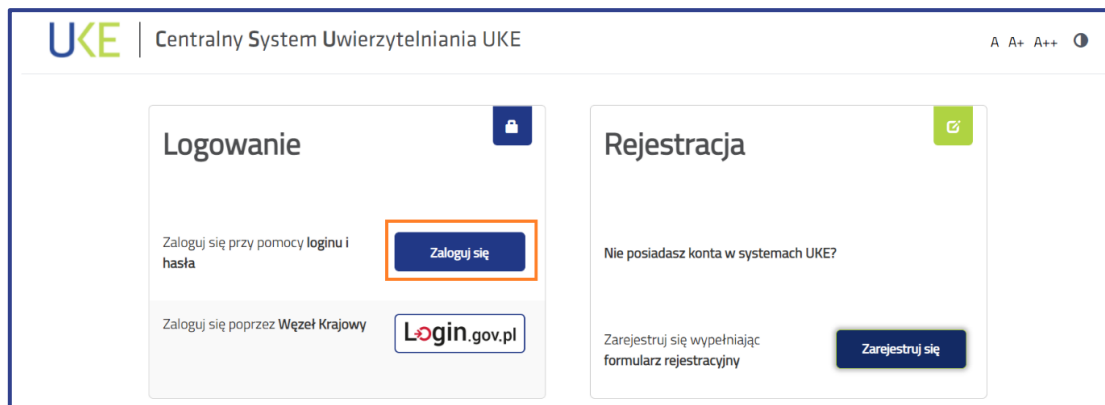 UKE
Centralny System Uwierzytelniania UKE
A A+ A++
Logowanie
Zaloguj się przy pomocy loginu i
hasła
Zaloguj się
Zaloguj się poprzez Węzeł Krajowy
Login.gov.pl
Rejestracja
Nie posiadasz konta w systemach UKE?
Zarejestruj się wypełniając
formularz rejestracyjny
Zarejestruj się